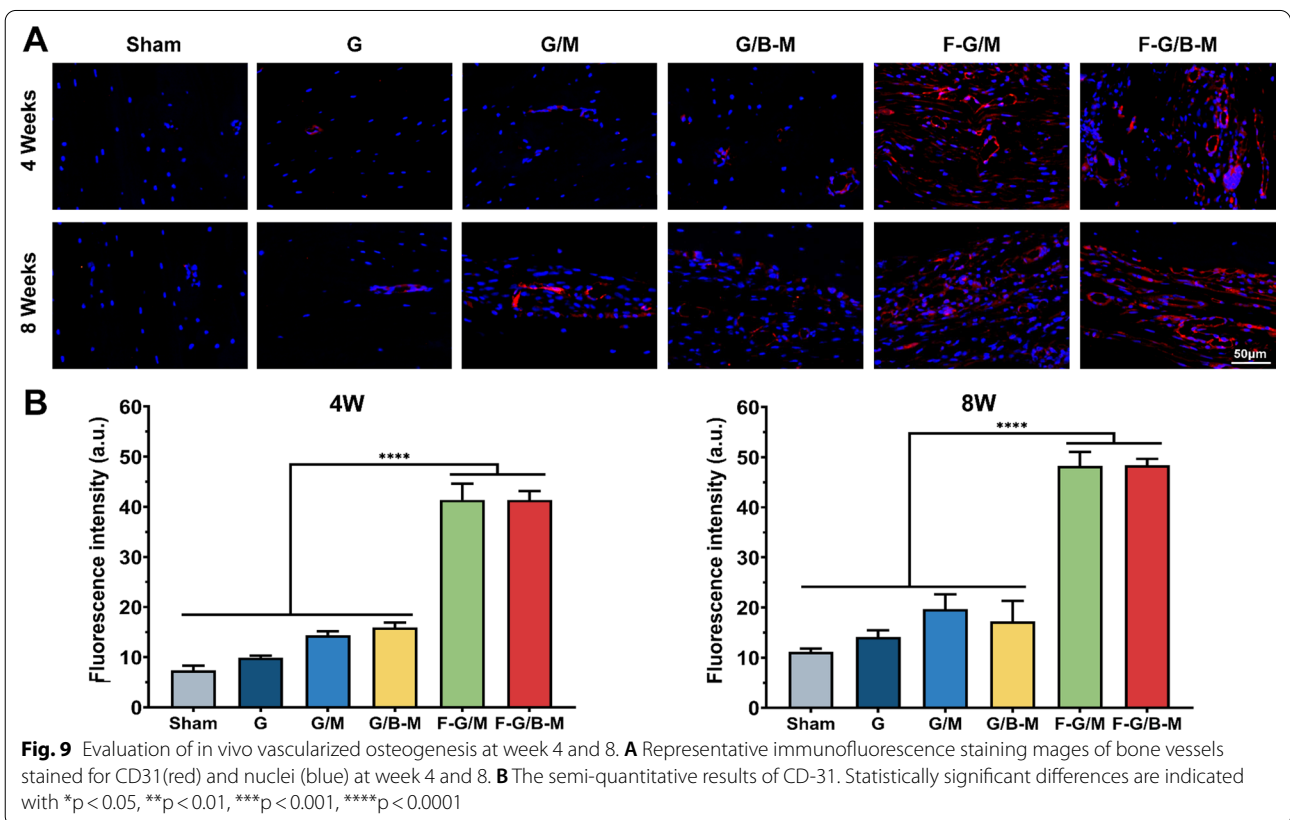 A
Sham G G/M G/B-M F-G/M F-G/B-M
4 Weeks
8 Weeks
50µm
B
4W
Fluorescence intensity (a.u.)
60
50
40
30
20
10
0
****
Sham G G/M G/B-M F-G/M F-G/B-M
8W
Fluorescence intensity (a.u.)
60
50
40
30
20
10
0
****
Sham G G/M G/B-M F-G/M F-G/B-M
Fig. 9 Evaluation of in vivo vascularized osteogenesis at week 4 and 8. A Representative immunofluorescence staining mages of bone vessels
stained for CD31(red) and nuclei (blue) at week 4 and 8. B The semi-quantitative results of CD-31. Statistically significant differences are indicated
with *p < 0.05, **p < 0.01, ***p < 0.001, ****p < 0.0001